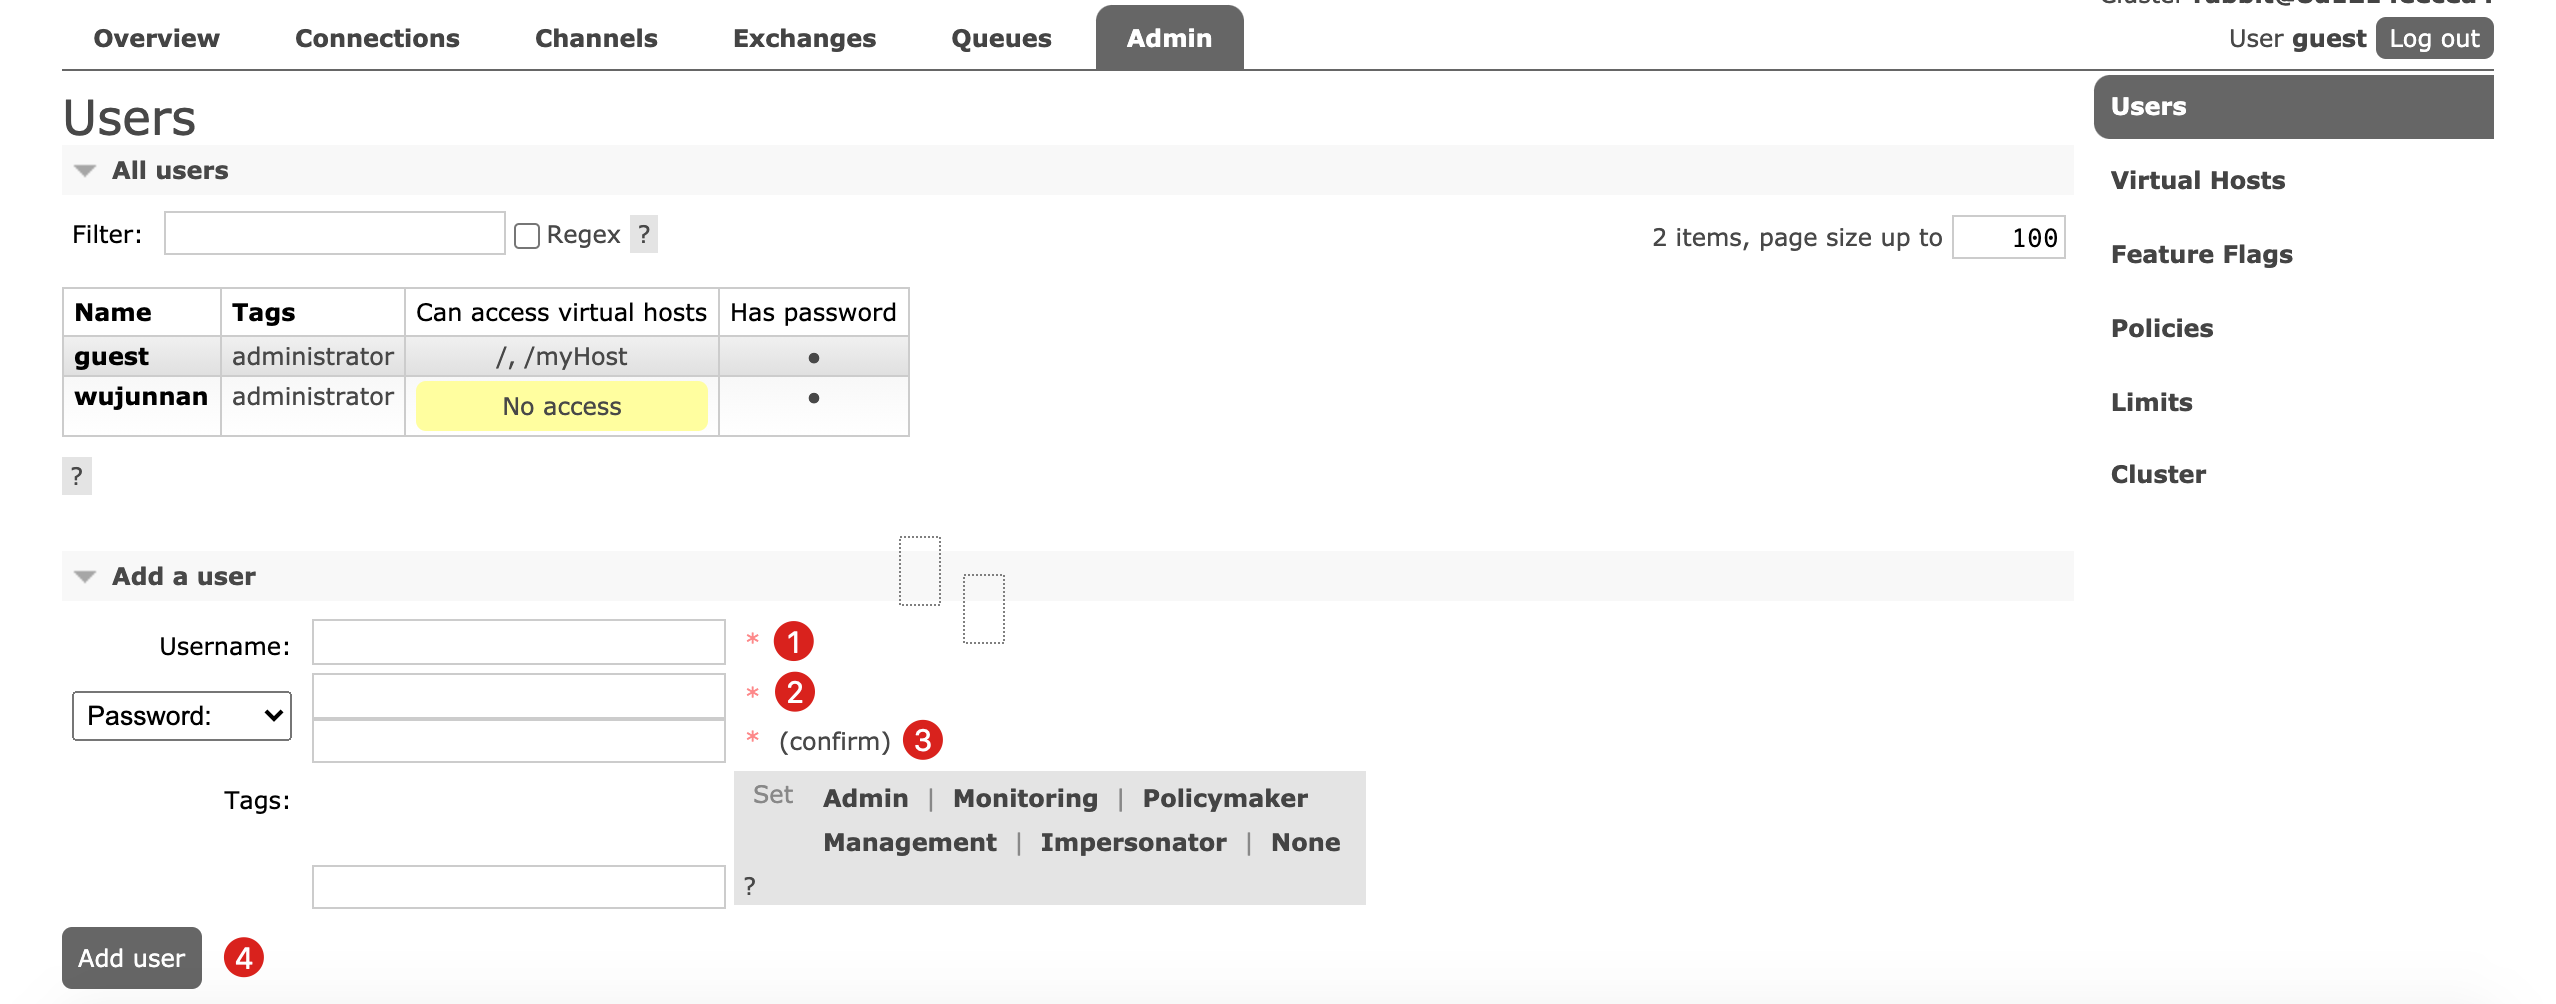 Overview Connections Channels Exchanges Queues Admin
User guest Log out
Users
All users
Filter: Regex ? 2 items, page size up to 100
Name Tags Can access virtual hosts Has password
guest administrator /, /myHost •
wujunnan administrator No access •
?
Add a user
Username: * 1
Password: * 2
* (confirm) 3
Tags: Set Admin | Monitoring | Policymaker
Management | Impersonator | None
?
Add user 4
Users
Virtual Hosts
Feature Flags
Policies
Limits
Cluster